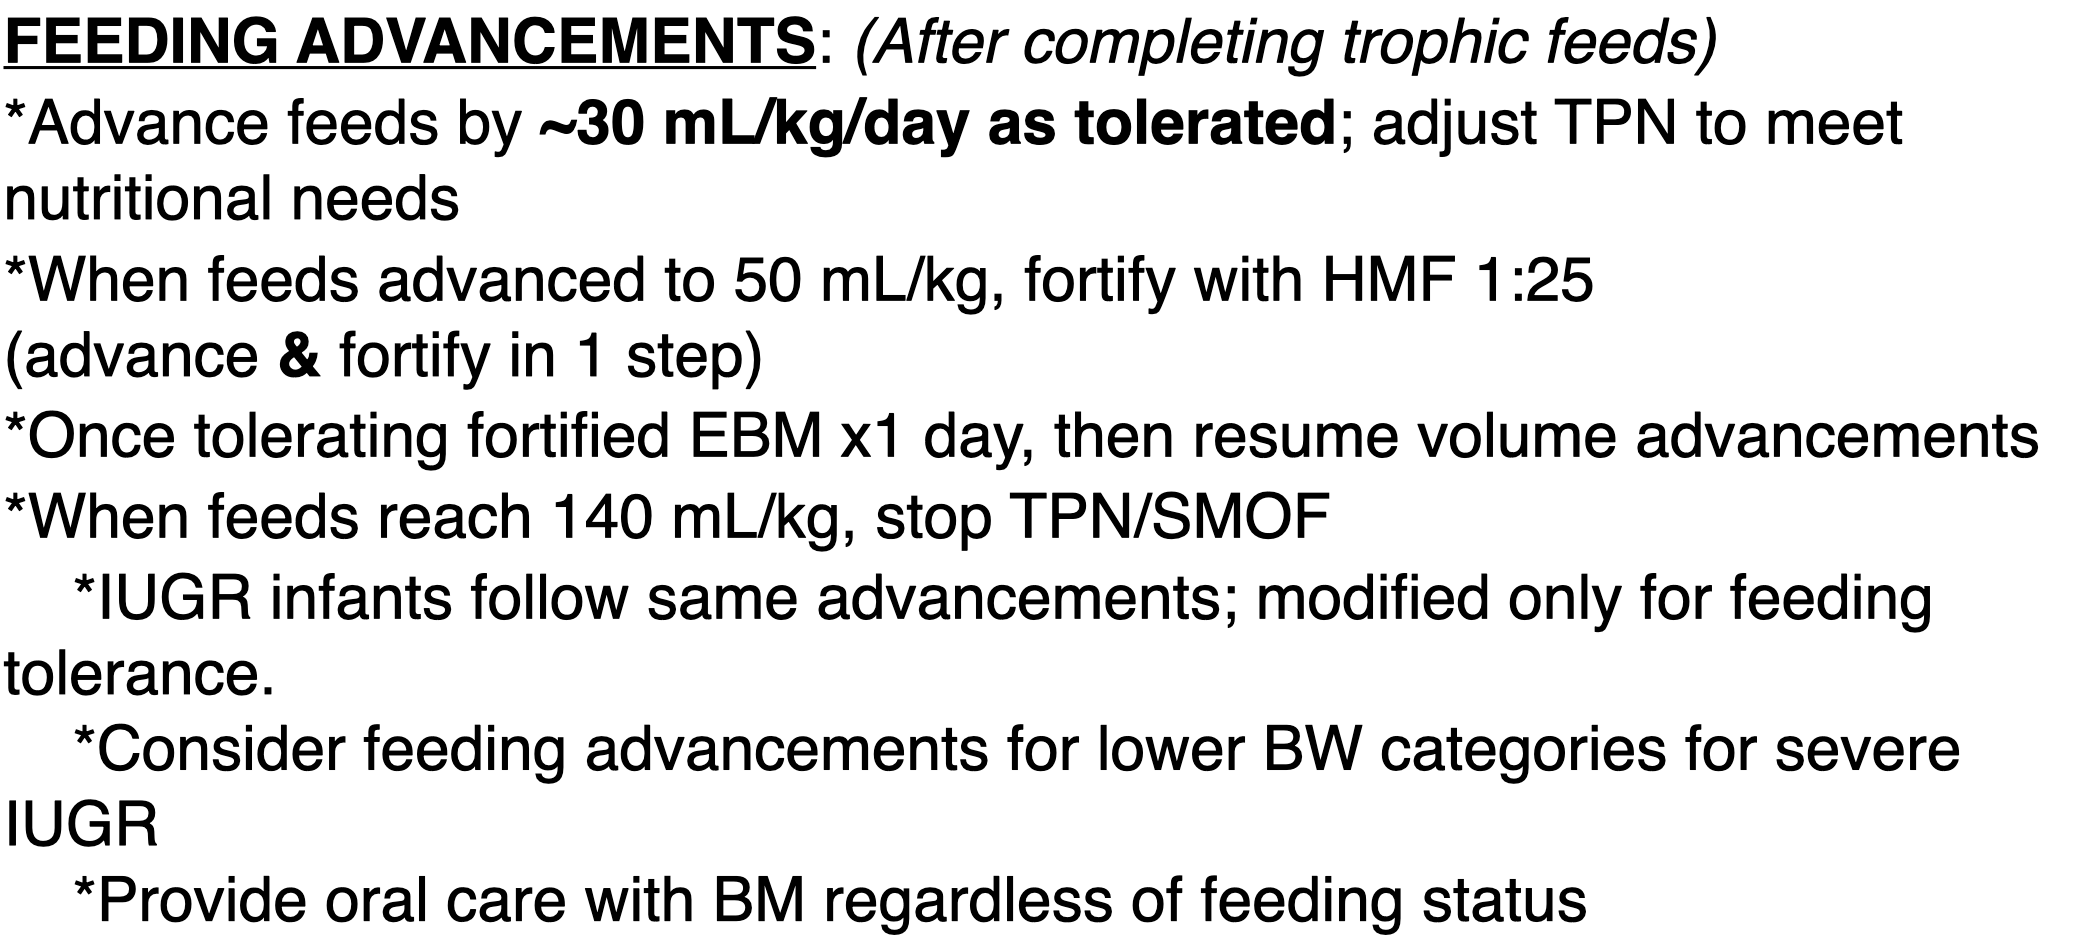 FEEDING ADVANCEMENTS: (After completing trophic feeds)
*Advance feeds by ~30 mL/kg/day as tolerated; adjust TPN to meet
nutritional needs
*When feeds advanced to 50 mL/kg, fortify with HMF 1:25
(advance & fortify in 1 step)
*Once tolerating fortified EBM x1 day, then resume volume advancements
*When feeds reach 140 mL/kg, stop TPN/SMOF
*IUGR infants follow same advancements; modified only for feeding
tolerance.
*Consider feeding advancements for lower BW categories for severe
IUGR
*Provide oral care with BM regardless of feeding status